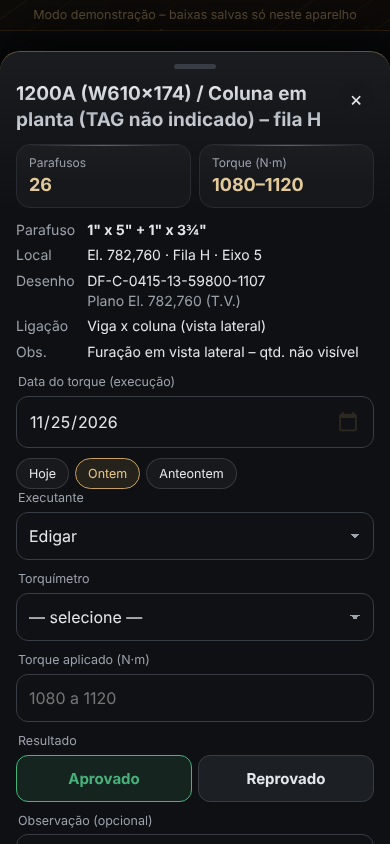 Modo demonstração – baixas salvas só neste aparelho
1200A (W610×174) / Coluna em
planta (TAG não indicado) – fila H
×
Parafusos
26
Torque (N·m)
1080–1120
Parafuso 1" x 5" + 1" x 3¾"
Local El. 782,760 · Fila H · Eixo 5
Desenho DF-C-0415-13-59800-1107
Plano El. 782,760 (T.V.)
Ligação Viga x coluna (vista lateral)
Obs. Furação em vista lateral – qtd. não visível
Data do torque (execução)
11/25/2026
Hoje Ontem Anteontem
Executante
Edigar
Torquímetro
— selecione —
Torque aplicado (N·m)
1080 a 1120
Resultado
Aprovado Reprovado
Observação (opcional)